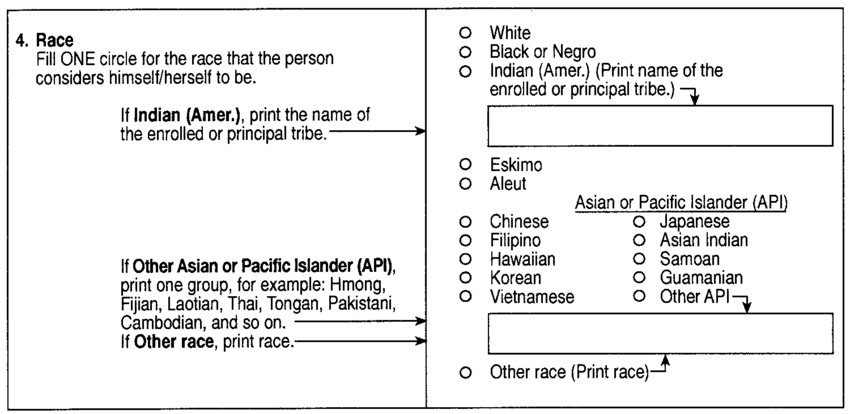 4. Race
Fill ONE circle for the race that the person
considers himself/herself to be.
If Indian (Amer.), print the name of
the enrolled or principal tribe.
If Other Asian or Pacific Islander (API),
print one group, for example: Hmong,
Fijian, Laotian, Thai, Tongan, Pakistani,
Cambodian, and so on.
If Other race, print race.
White
Black or Negro
Indian (Amer.) (Print name of the
enrolled or principal tribe.)
Eskimo
Aleut
Asian or Pacific Islander (API)
Chinese
Filipino
Hawaiian
Korean
Vietnamese
Japanese
Asian Indian
Samoan
Guamanian
Other API
Other race (Print race)